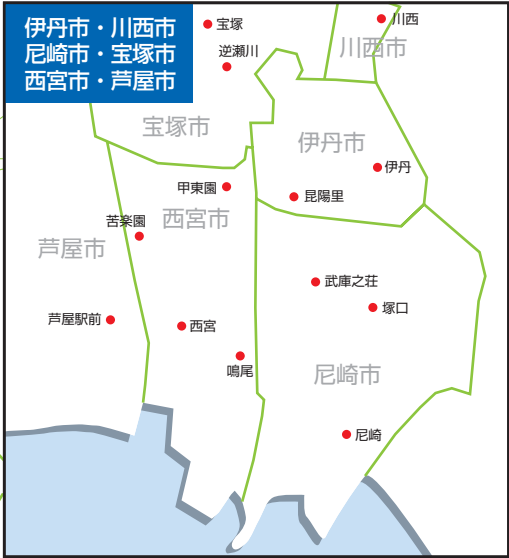 伊丹市・川西市
尼崎市・宝塚市
西宮市・芦屋市
宝塚
川西
逆瀬川
川西市
宝塚市
伊丹市
伊丹
甲東園
昆陽里
苦楽園
西宮市
芦屋市
武庫之荘
塚口
芦屋駅前
西宮
鳴尾
尼崎市
尼崎